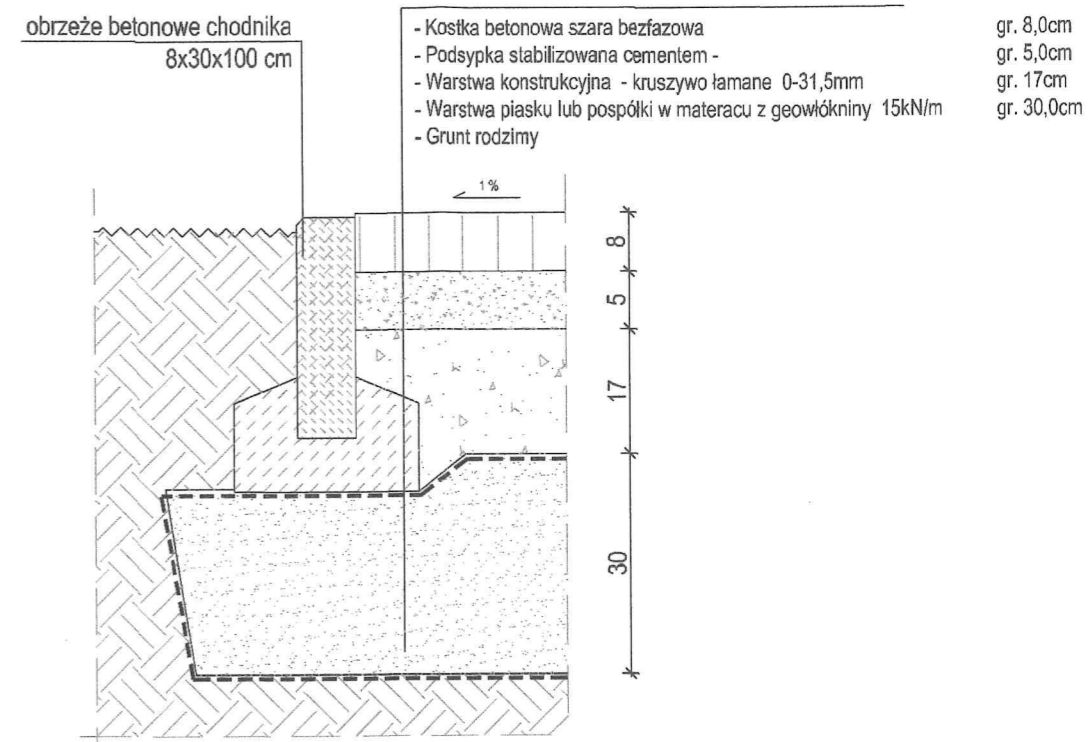 obrzeże betonowe chodnika
8x30x100 cm
- Kostka betonowa szara bezfazowa gr. 8,0cm
- Podsypka stabilizowana cementem - gr. 5,0cm
- Warstwa konstrukcyjna - kruszywo łamane 0-31,5mm gr. 17cm
- Warstwa piasku lub pospółki w materacu z geowłókniny 15kN/m gr. 30,0cm
- Grunt rodzimy
1%
8
5
17
30